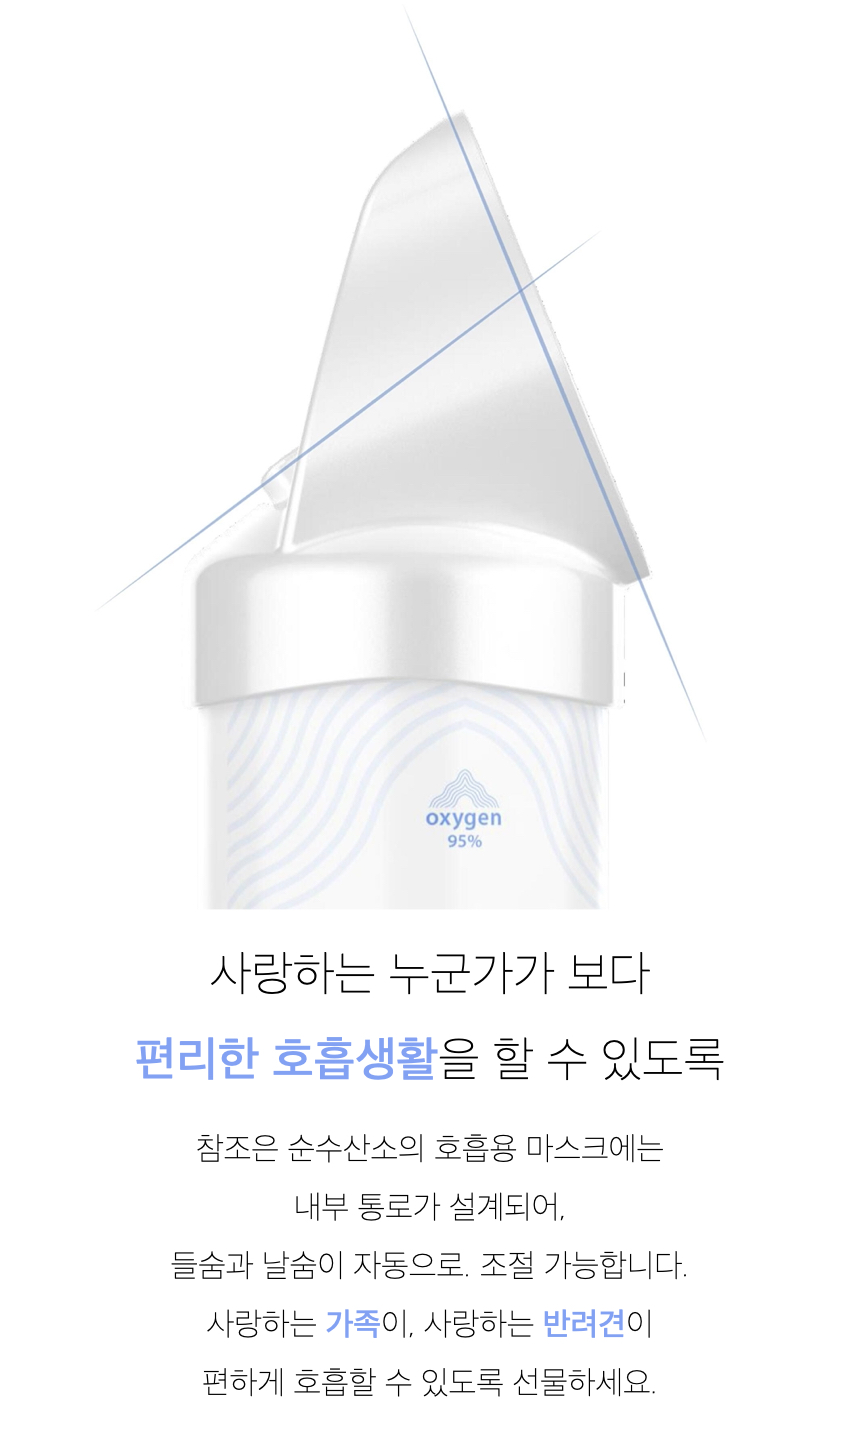 oxygen
95%
사랑하는 누군가가 보다
편리한 호흡생활을 할 수 있도록
참조은 순수산소의 호흡용 마스크에는
내부 통로가 설계되어,
들숨과 날숨이 자동으로. 조절 가능합니다.
사랑하는 가족이, 사랑하는 반려견이
편하게 호흡할 수 있도록 선물하세요.